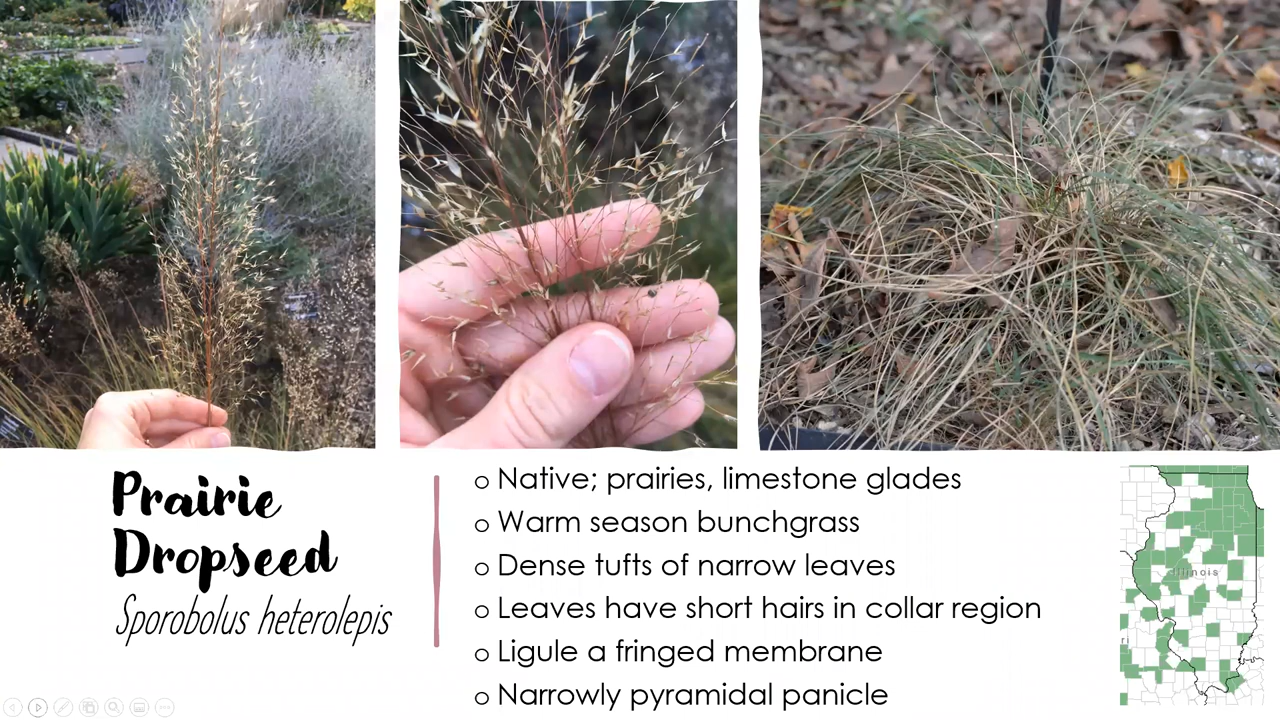 Prairie
Dropseed
Sporobolus heterolepis
o Native; prairies, limestone glades
o Warm season bunchgrass
o Dense tufts of narrow leaves
o Leaves have short hairs in collar region
o Ligule a fringed membrane
o Narrowly pyramidal panicle
Illinois